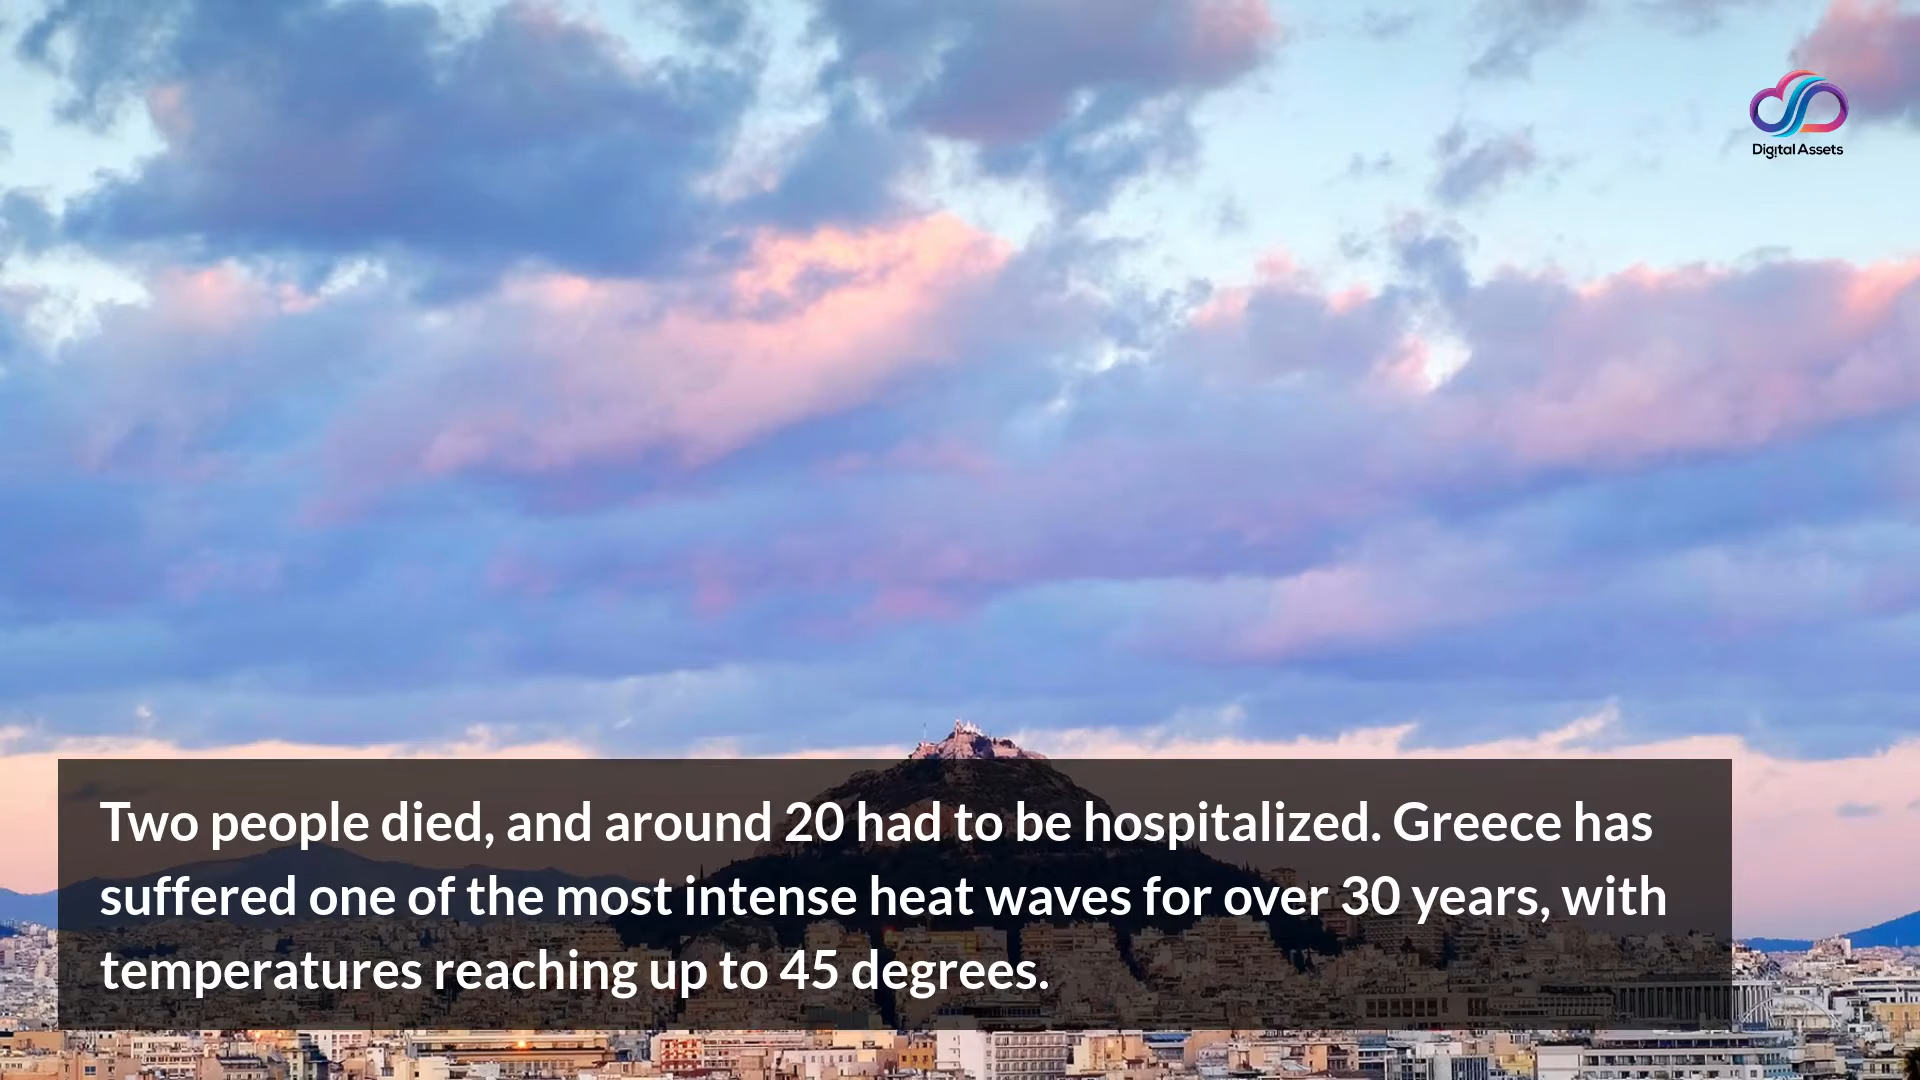 Digital Assets
Two people died, and around 20 had to be hospitalized. Greece has
suffered one of the most intense heat waves for over 30 years, with
temperatures reaching up to 45 degrees.